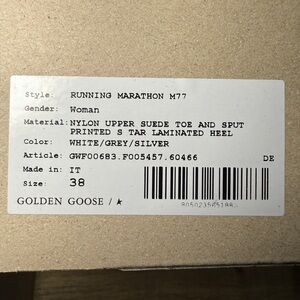 Style: RUNNING MARATHON M77
Gender: Woman
Material: NYLON UPPER SUEDE TOE AND SPUT
PRINTED S TAR LAMINATED HEEL
Color: WHITE/GREY/SILVER
Article: GWF00683.F005457.60466 DE
Made in: IT
Size: 38
GOLDEN GOOSE /